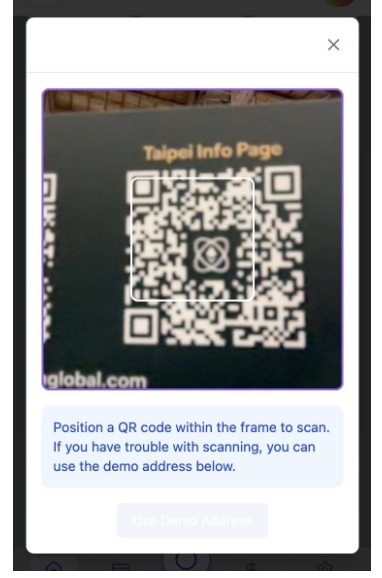 Taipei Info Page
global.com
Position a QR code within the frame to scan.
If you have trouble with scanning, you can
use the demo address below.
Use Demo Address